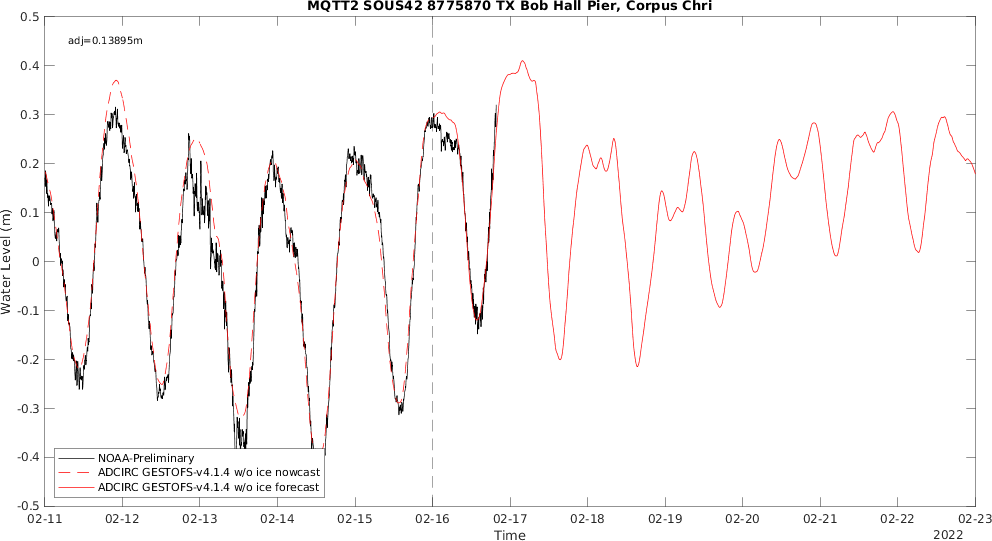 MQTT2 SOUS42 8775870 TX Bob Hall Pier, Corpus Chri
adj=0.13895m
0.5
0.4
0.3
0.2
0.1
0
-0.1
-0.2
-0.3
-0.4
-0.5
Water Level (m)
NOAA-Preliminary
ADCIRC GESTOFS-v4.1.4 w/o ice nowcast
ADCIRC GESTOFS-v4.1.4 w/o ice forecast
02-11 02-12 02-13 02-14 02-15 02-16 02-17 02-18 02-19 02-20 02-21 02-22 02-23
Time
2022